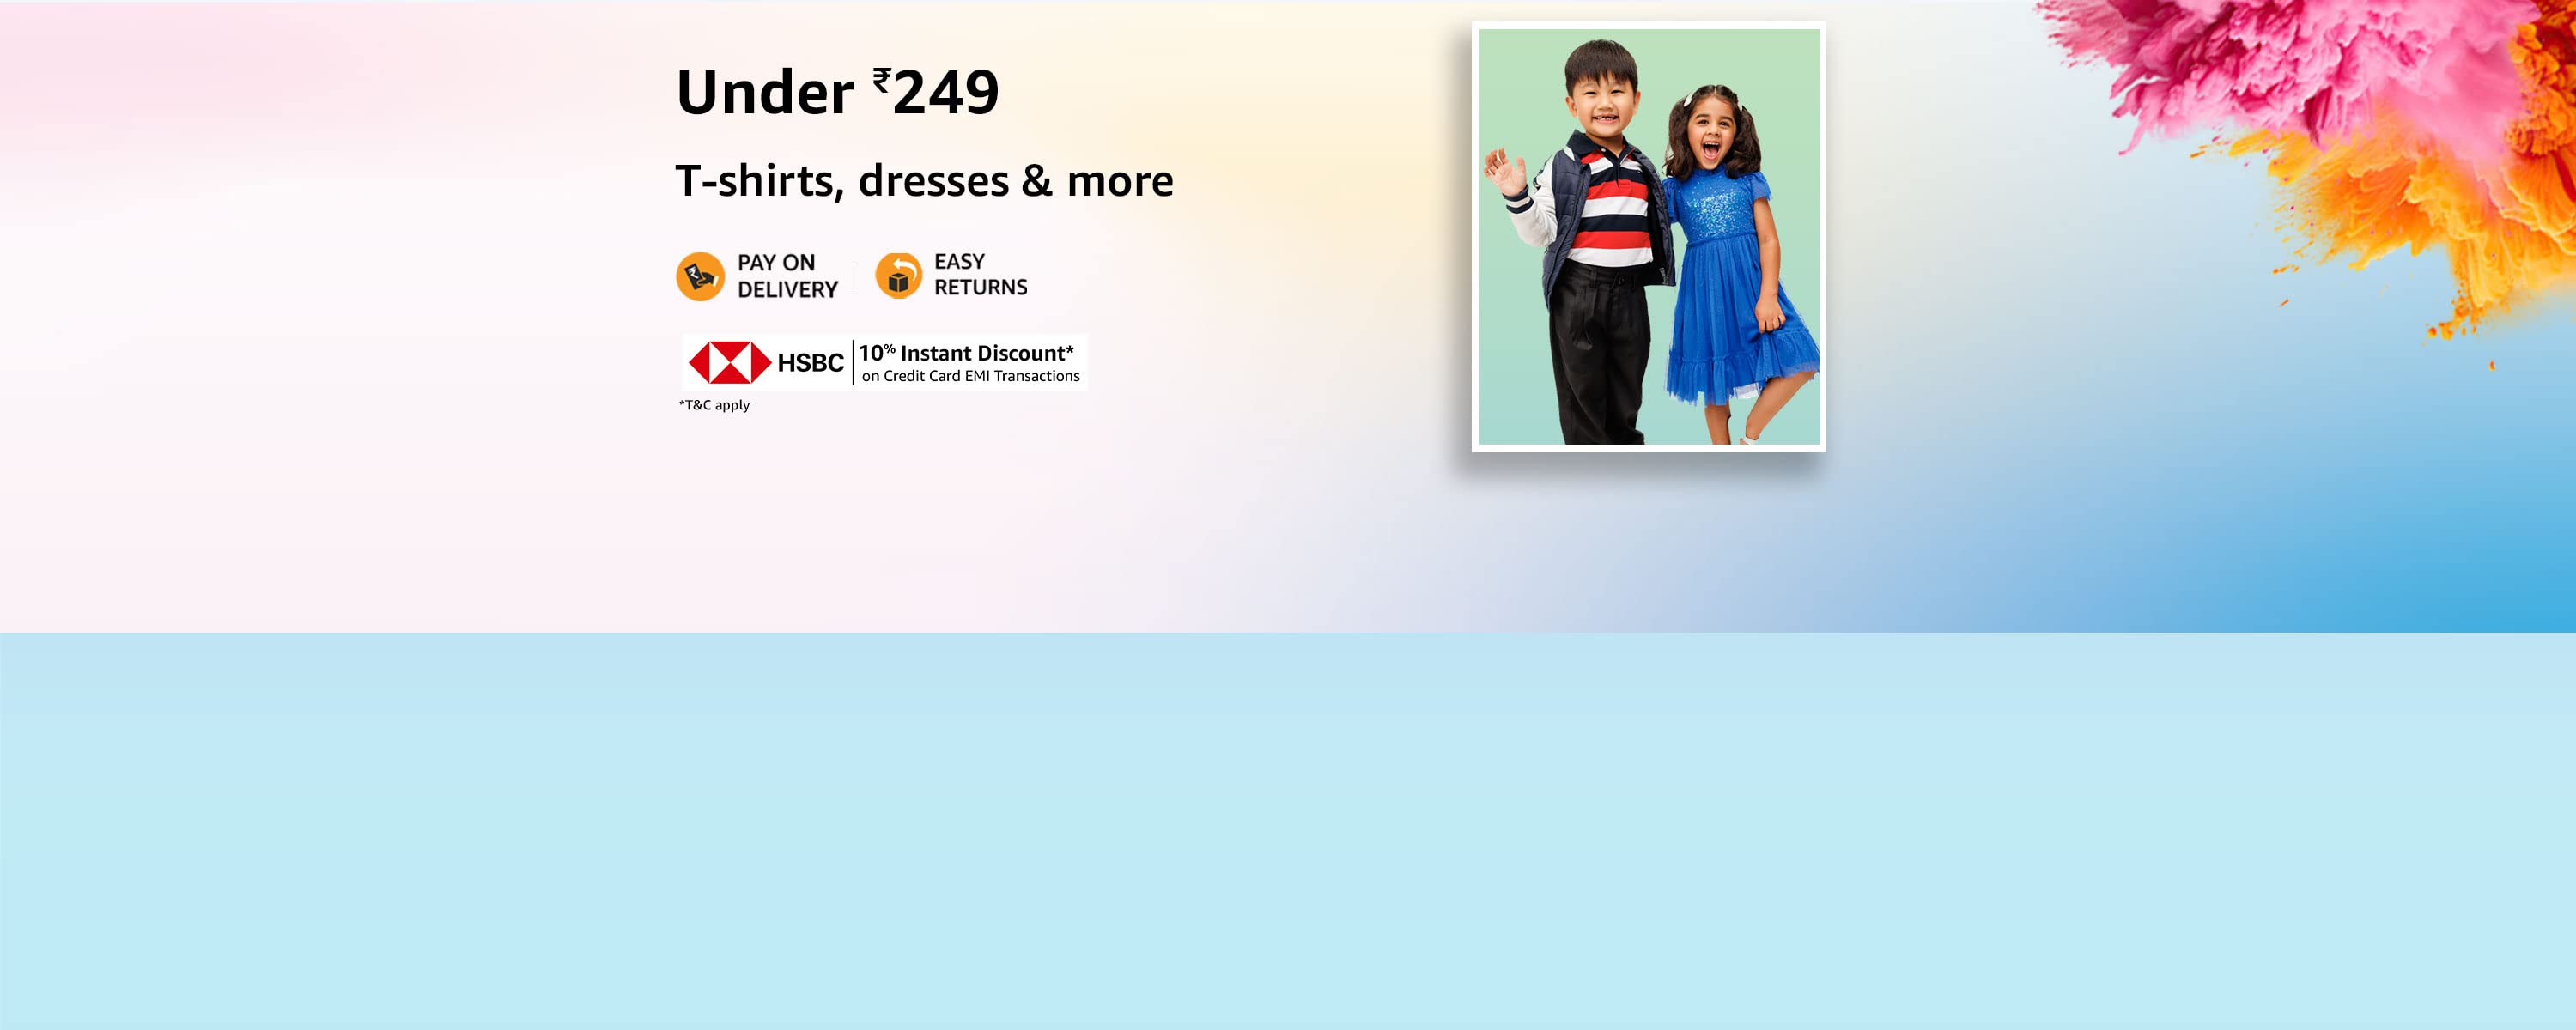 Under ₹249
T-shirts, dresses & more
PAY ON
DELIVERY
EASY
RETURNS
HSBC
10% Instant Discount*
on Credit Card EMI Transactions
*T&C apply